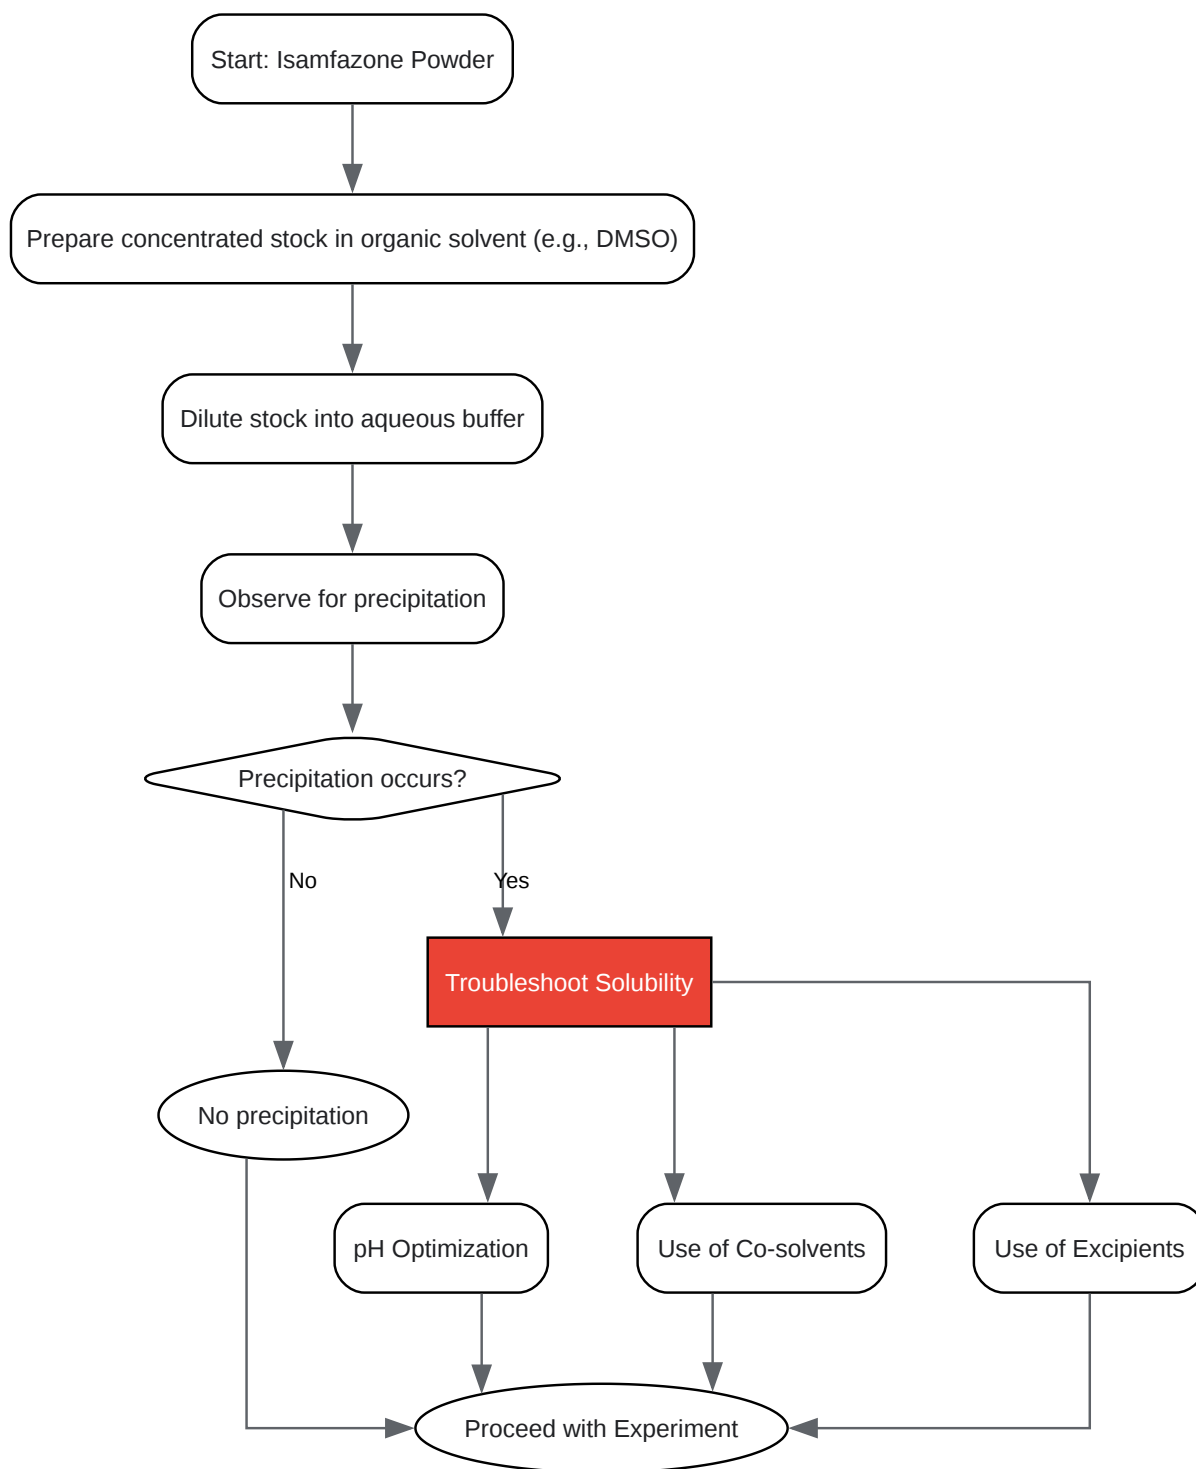 Start: Isamfazone Powder
Prepare concentrated stock in organic solvent (e.g., DMSO)
Dilute stock into aqueous buffer
Observe for precipitation
Precipitation occurs?
No
Yes
Troubleshoot Solubility
No precipitation
pH Optimization
Use of Co-solvents
Use of Excipients
Proceed with Experiment